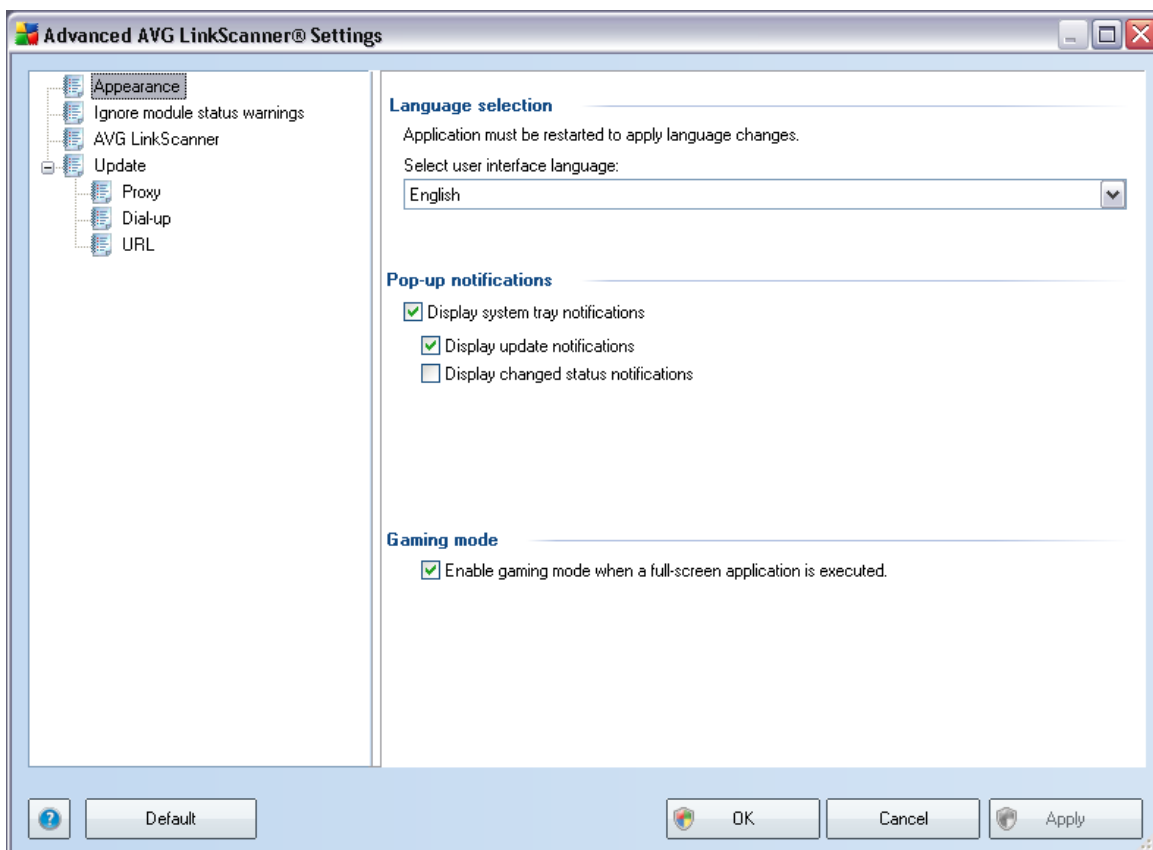 Advanced AVG LinkScanner® Settings
Appearance
Ignore module status warnings
AVG LinkScanner
Update
Proxy
Dial-up
URL
Language selection
Application must be restarted to apply language changes.
Select user interface language:
English
Pop-up notifications
Display system tray notifications
Display update notifications
Display changed status notifications
Gaming mode
Enable gaming mode when a full-screen application is executed.
Default
OK
Cancel
Apply